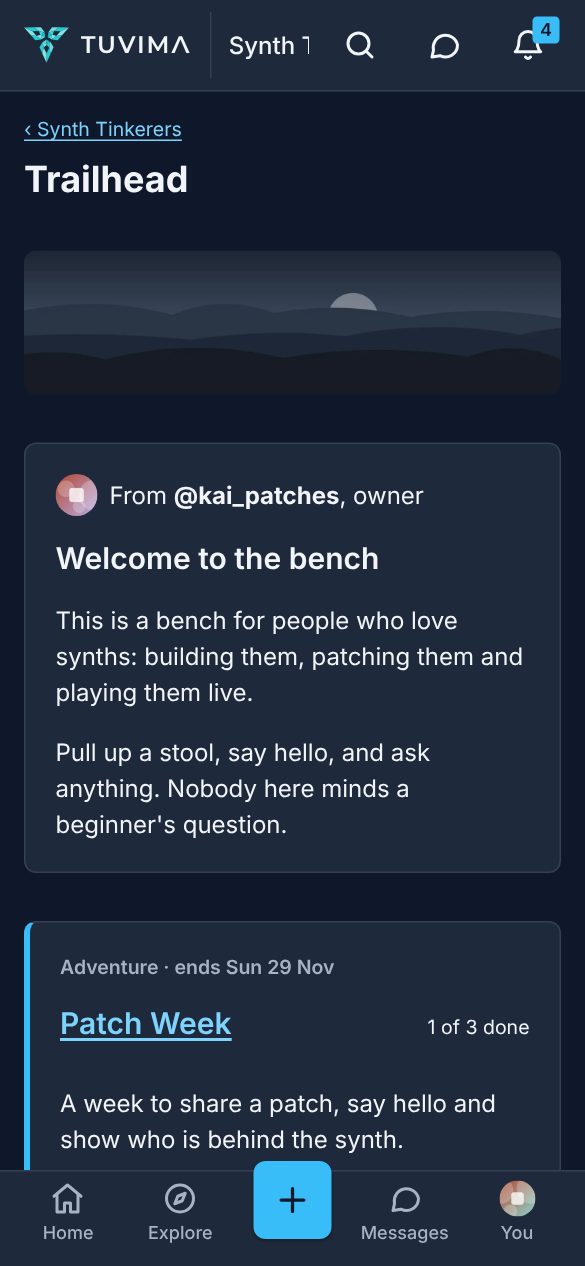 TUVIMA
Synth
4
‹ Synth Tinkerers
Trailhead
From @kai_patches, owner
Welcome to the bench
This is a bench for people who love
synths: building them, patching them and
playing them live.
Pull up a stool, say hello, and ask
anything. Nobody here minds a
beginner's question.
Adventure · ends Sun 29 Nov
Patch Week
1 of 3 done
A week to share a patch, say hello and
show who is behind the synth.
Home
Explore
+
Messages
You